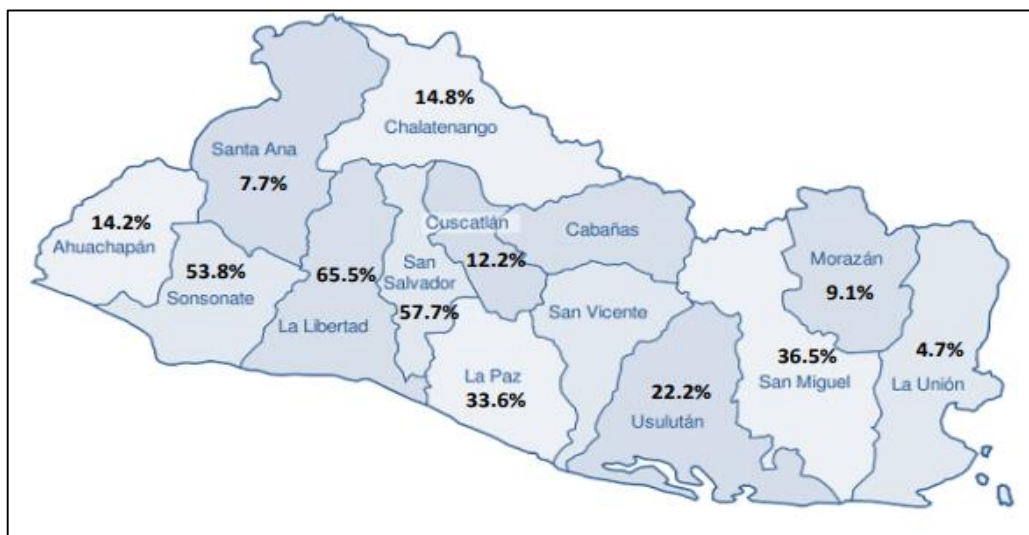 14.8%
Chalatenango
Santa Ana
7.7%
14.2%
Ahuachapán
53.8%
Sonsonate
65.5%
La Libertad
San
Salvador
57.7%
Cuscatlán
12.2%
Cabañas
La Paz
33.6%
San Vicente
22.2%
Usulután
36.5%
San Miguel
Morazán
9.1%
4.7%
La Unión